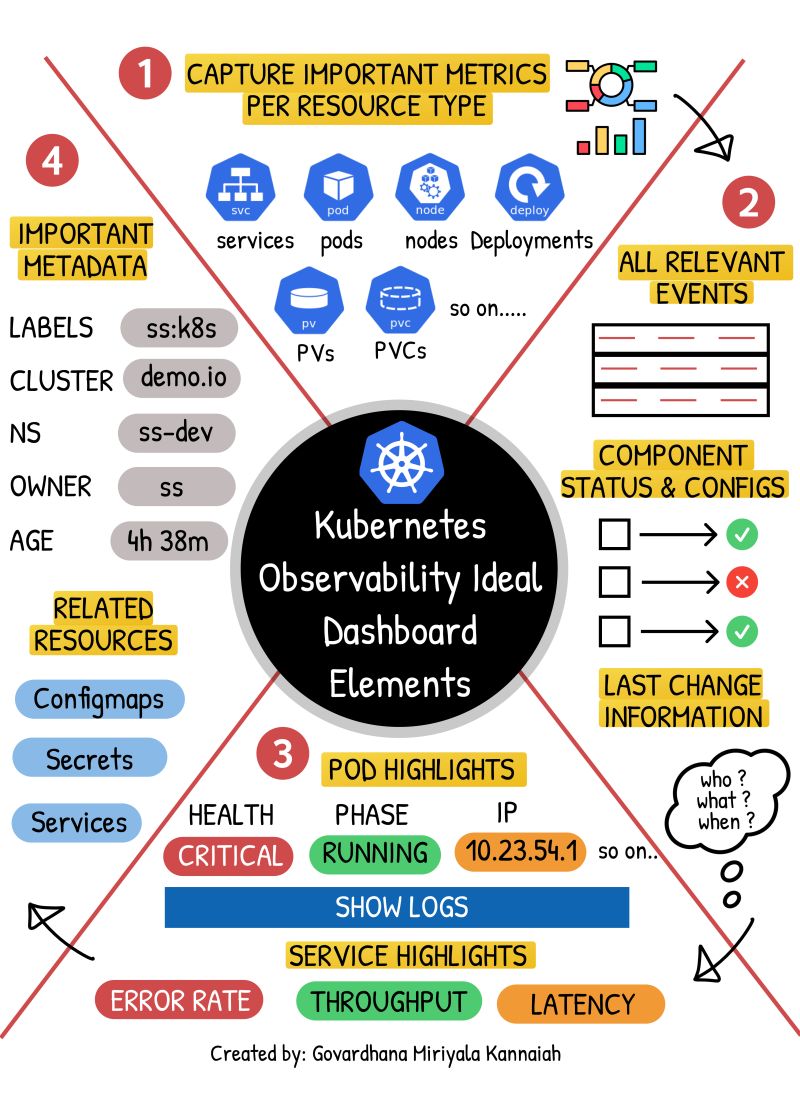 1
CAPTURE IMPORTANT METRICS
PER RESOURCE TYPE
svc
pod
node
deploy
services
pods
nodes
Deployments
pv
pvc
so on.....
PVs
PVCs
2
ALL RELEVANT
EVENTS
COMPONENT
STATUS & CONFIGS
LAST CHANGE
INFORMATION
who ?
what ?
when ?
Kubernetes
Observability Ideal
Dashboard
Elements
3
POD HIGHLIGHTS
HEALTH
PHASE
IP
CRITICAL
RUNNING
10.23.54.1
so on..
SHOW LOGS
SERVICE HIGHLIGHTS
ERROR RATE
THROUGHPUT
LATENCY
4
IMPORTANT
METADATA
LABELS ss:k8s
CLUSTER demo.io
NS ss-dev
OWNER ss
AGE 4h 38m
RELATED
RESOURCES
Configmaps
Secrets
Services
Created by: Govardhana Miriyala Kannaiah